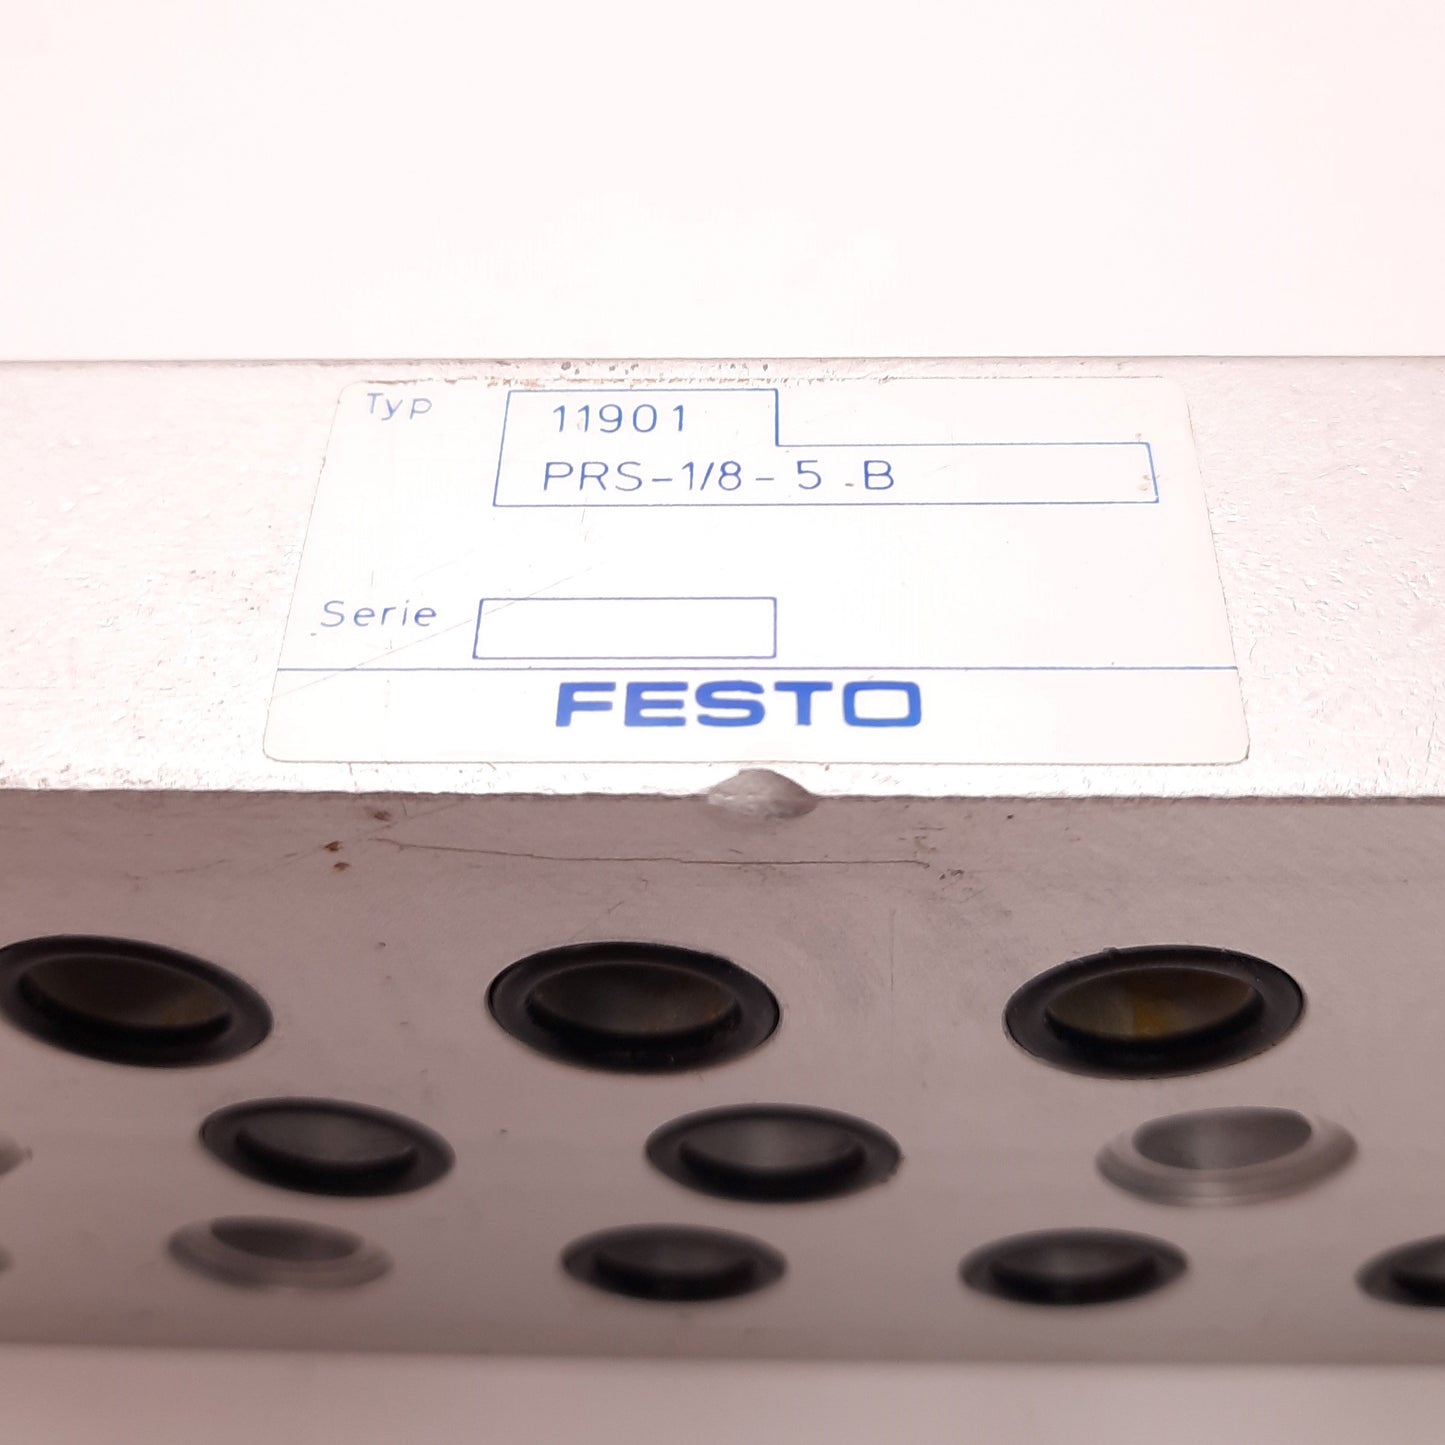 Typ 11901
PRS-1/8-5-B
Serie
FESTO